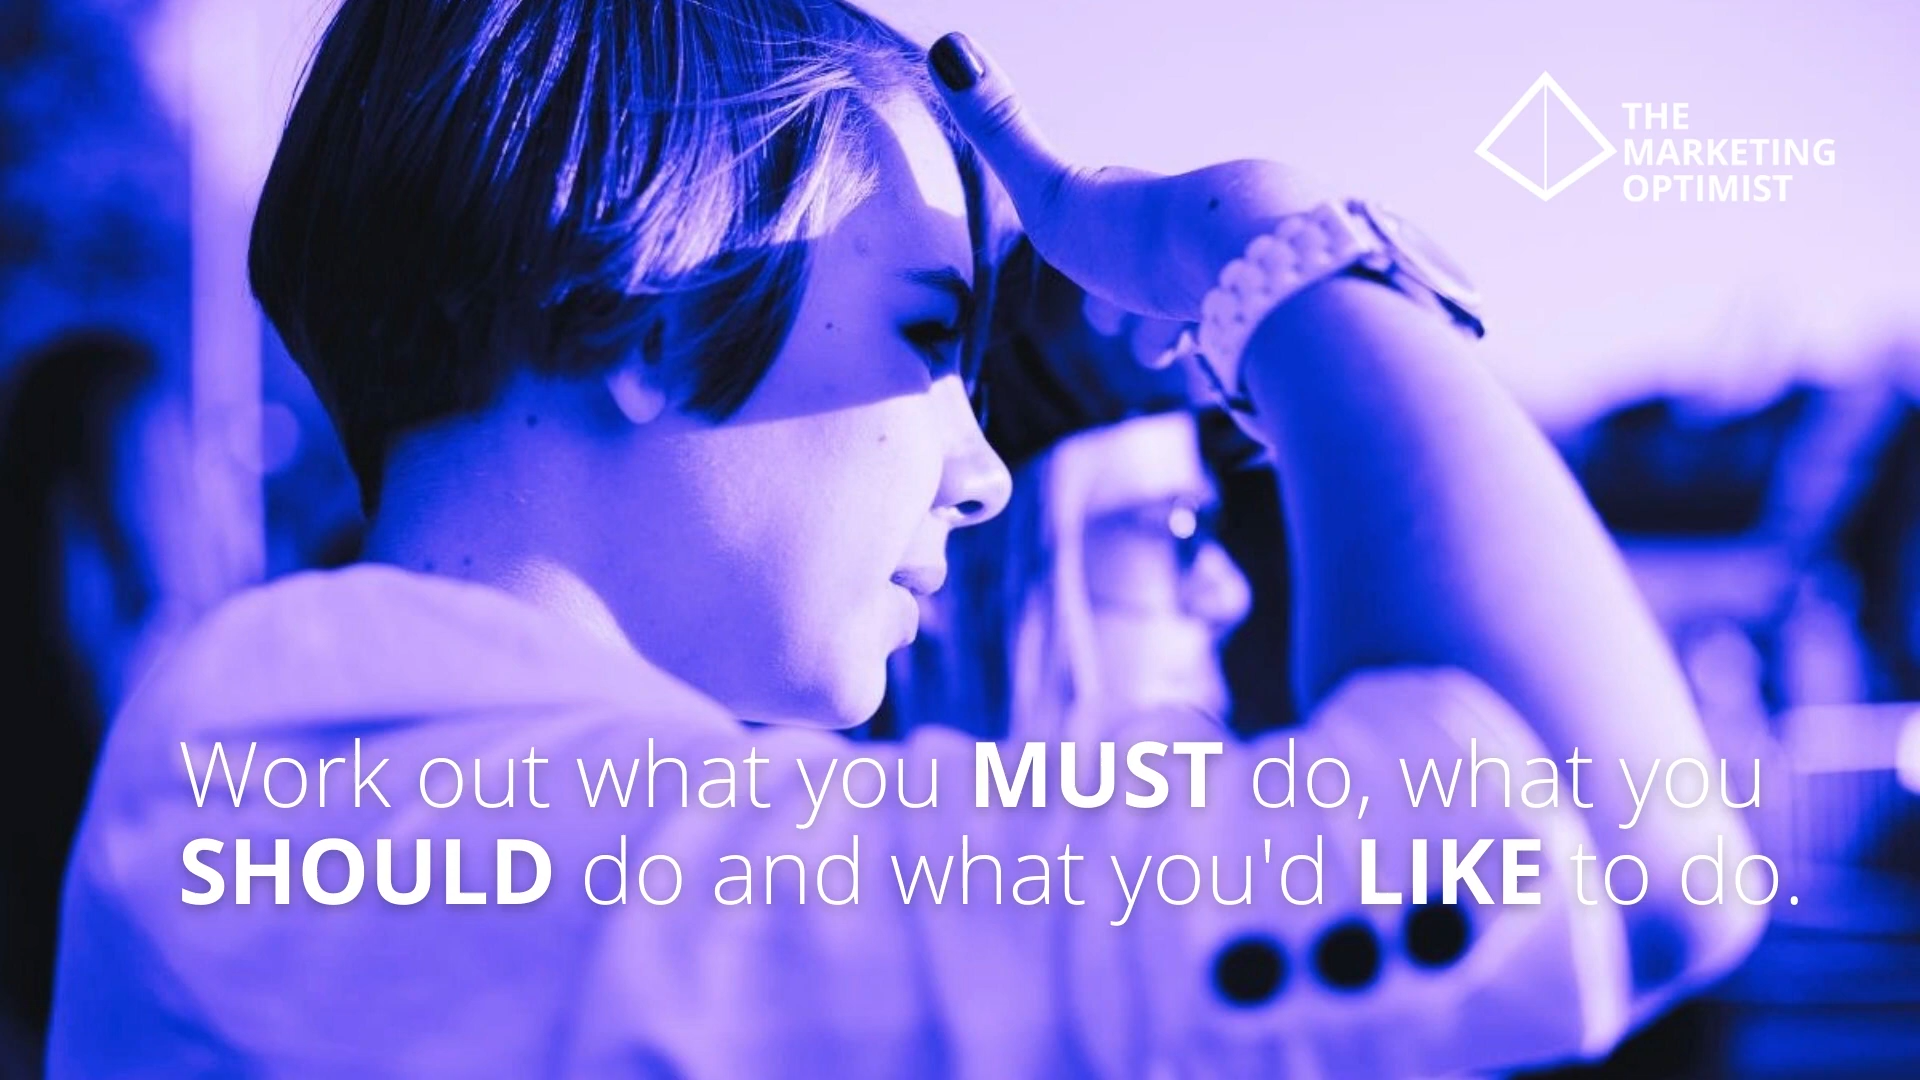 THE
MARKETING
OPTIMIST
Work out what you MUST do, what you
SHOULD do and what you'd LIKE to do.